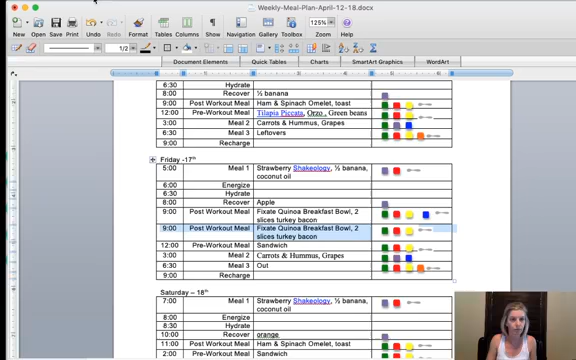 Weekly-Meal-Plan-April-12-18.docx
New Open Save Print Undo Format Tables Columns Show Navigation Gallery Toolbox Zoom Help
125%
1/2
Document Elements Quick Tables Charts SmartArt Graphics WordArt
6:30 Hydrate
8:00 Recover ½ banana
9:00 Post Workout Meal Ham & Spinach Omelet, toast
12:00 Pre-Workout Meal Tilapia Piccata, Orzo , Green beans
3:00 Meal 2 Carrots & Hummus, Grapes
6:30 Meal 3 Leftovers
9:00 Recharge
Friday -17th
5:00 Meal 1 Strawberry Shakeology, ½ banana,
coconut oil
6:00 Energize
6:30 Hydrate
8:00 Recover Apple
9:00 Post Workout Meal Fixate Quinoa Breakfast Bowl, 2
slices turkey bacon
9:00 Post Workout Meal Fixate Quinoa Breakfast Bowl, 2
slices turkey bacon
12:00 Pre-Workout Meal Sandwich
3:00 Meal 2 Carrots & Hummus, Grapes
6:30 Meal 3 Out
9:00 Recharge
Saturday – 18th
7:00 Meal 1 Strawberry Shakeology, ½ banana,
coconut oil
8:00 Energize
8:30 Hydrate
10:00 Recover orange
11:00 Post Workout Meal Ham & Spinach Omelet, toast
2:00 Pre-Workout Meal Sandwich